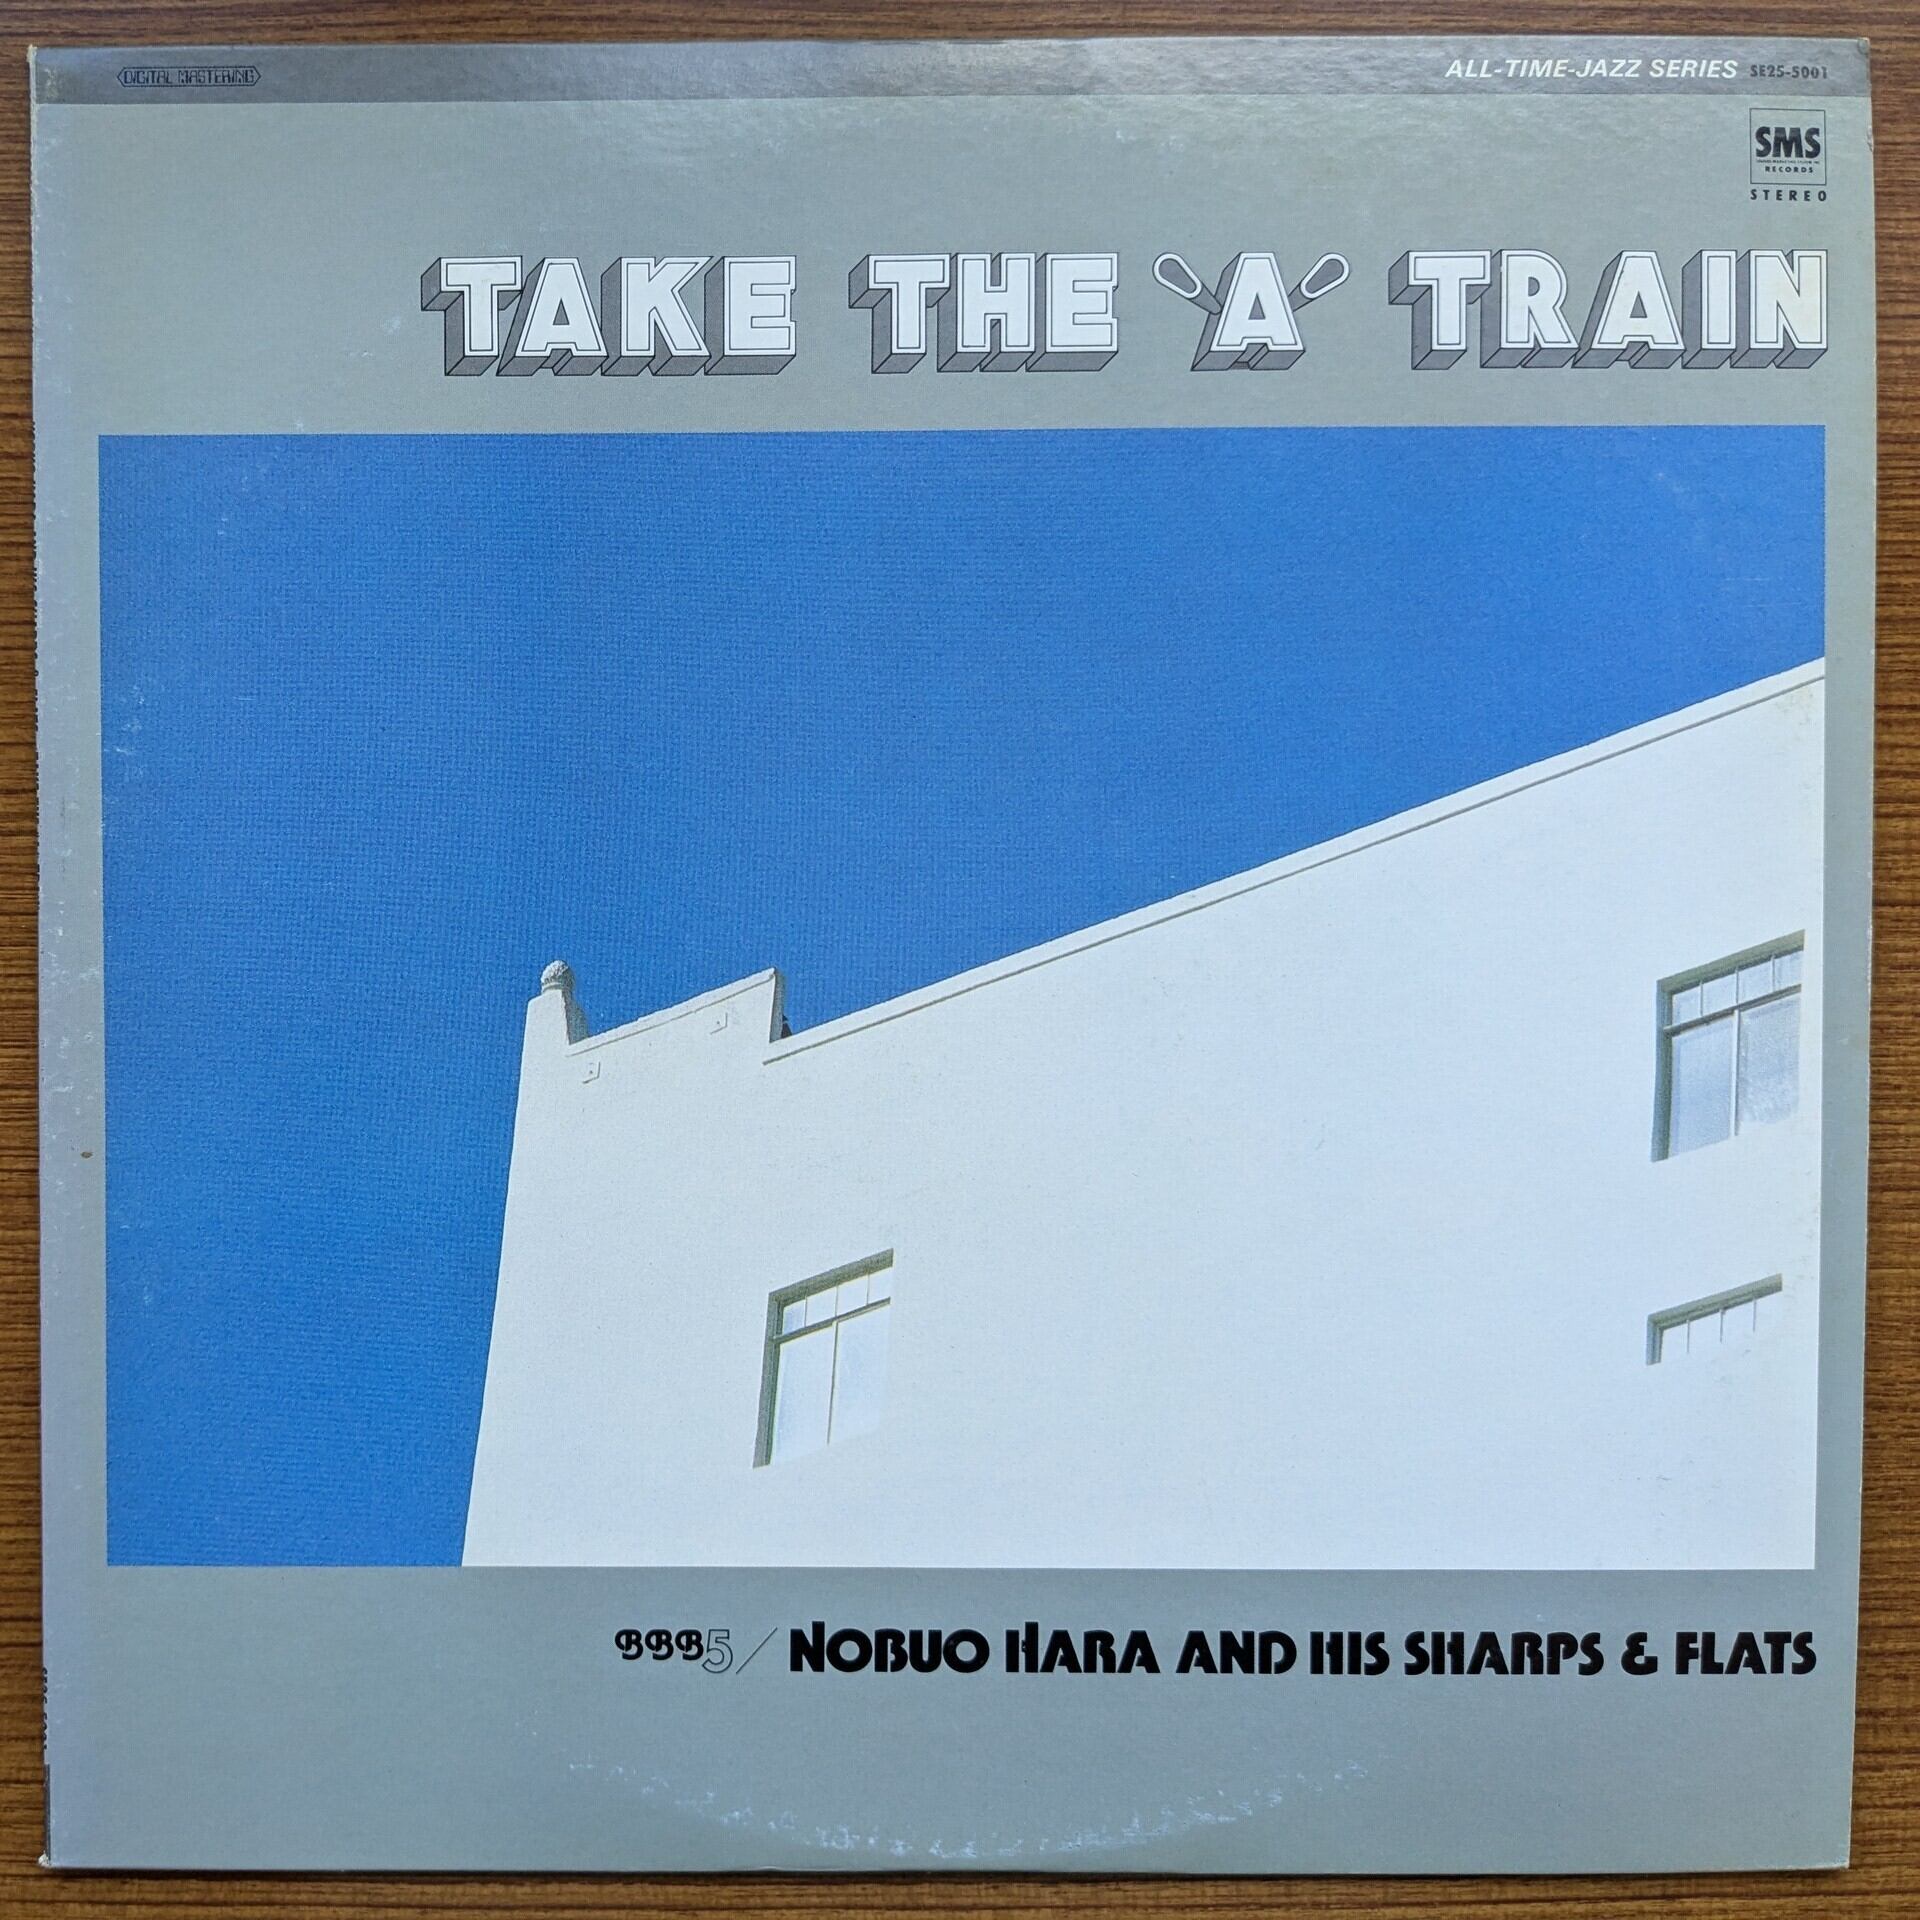 DIGITAL MASTERING
ALL-TIME-JAZZ SERIES SE25-5001
SMS
RECORDS
STEREO
TAKE THE 'A' TRAIN
BBB5/NOBUO HARA AND HIS SHARPS & FLATS